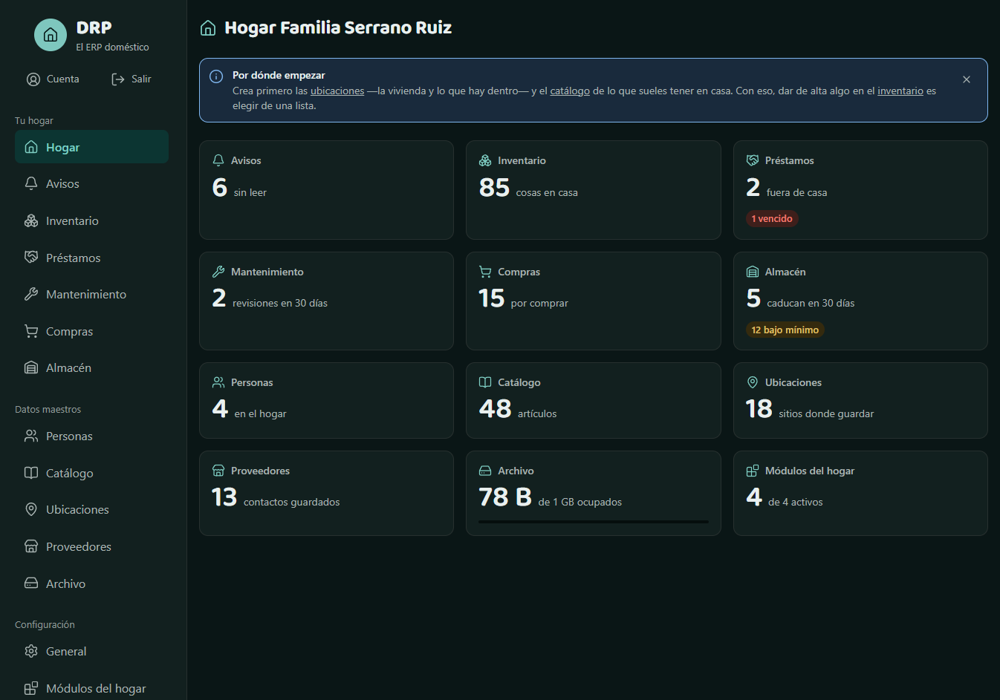 DRP
El ERP doméstico
Cuenta
Salir
Tu hogar
Hogar
Avisos
Inventario
Préstamos
Mantenimiento
Compras
Almacén
Datos maestros
Personas
Catálogo
Ubicaciones
Proveedores
Archivo
Configuración
General
Módulos del hogar
Hogar Familia Serrano Ruiz
Por dónde empezar
Crea primero las ubicaciones —la vivienda y lo que hay dentro— y el catálogo de lo que sueles tener en casa. Con eso, dar de alta algo en el inventario es
elegir de una lista.
Avisos
6 sin leer
Inventario
85 cosas en casa
Préstamos
2 fuera de casa
1 vencido
Mantenimiento
2 revisiones en 30 días
Compras
15 por comprar
Almacén
5 caducan en 30 días
12 bajo mínimo
Personas
4 en el hogar
Catálogo
48 artículos
Ubicaciones
18 sitios donde guardar
Proveedores
13 contactos guardados
Archivo
78 B de 1 GB ocupados
Módulos del hogar
4 de 4 activos